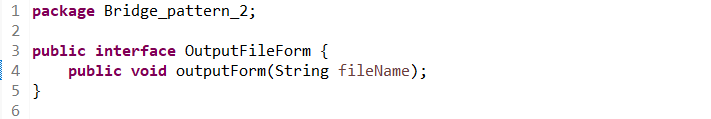 1 package Bridge_pattern_2;
2
3 public interface OutputFileForm {
4     public void outputForm(String fileName);
5 }
6